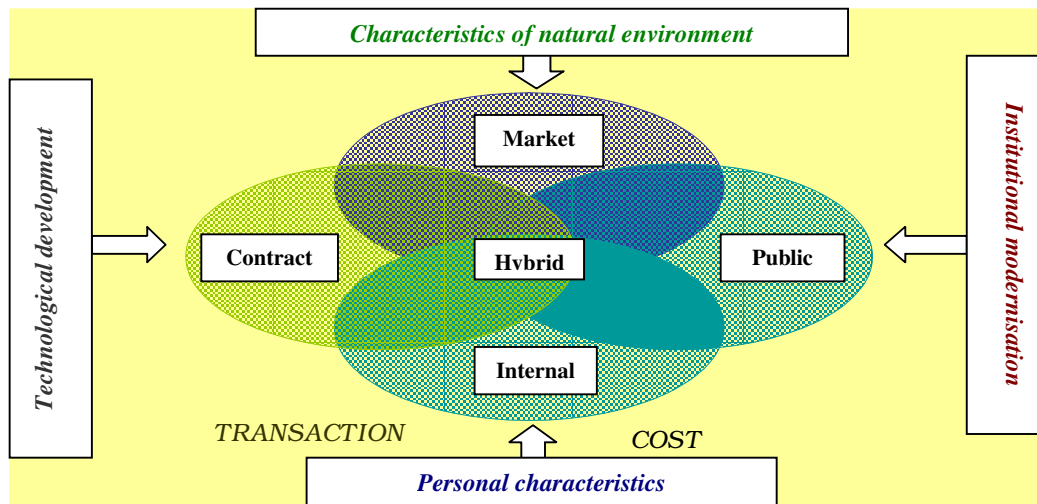 Characteristics of natural environment
Technological development
Institutional modernisation
Market
Contract
Hvbrid
Public
Internal
TRANSACTION COST
Personal characteristics